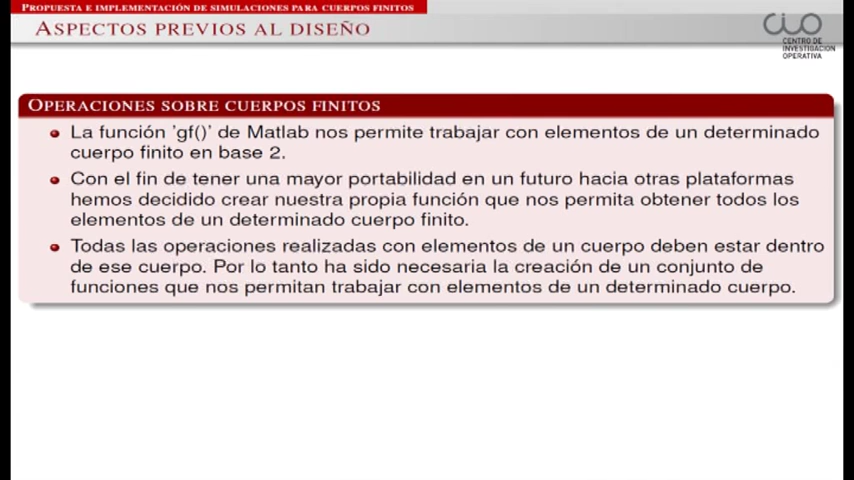 PROPUESTA E IMPLEMENTACIÓN DE SIMULACIONES PARA CUERPOS FINITOS
ASPECTOS PREVIOS AL DISEÑO
CIO
CENTRO DE
INVESTIGACION
OPERATIVA
OPERACIONES SOBRE CUERPOS FINITOS
La función 'gf()' de Matlab nos permite trabajar con elementos de un determinado
cuerpo finito en base 2.
Con el fin de tener una mayor portabilidad en un futuro hacia otras plataformas
hemos decidido crear nuestra propia función que nos permita obtener todos los
elementos de un determinado cuerpo finito.
Todas las operaciones realizadas con elementos de un cuerpo deben estar dentro
de ese cuerpo. Por lo tanto ha sido necesaria la creación de un conjunto de
funciones que nos permitan trabajar con elementos de un determinado cuerpo.